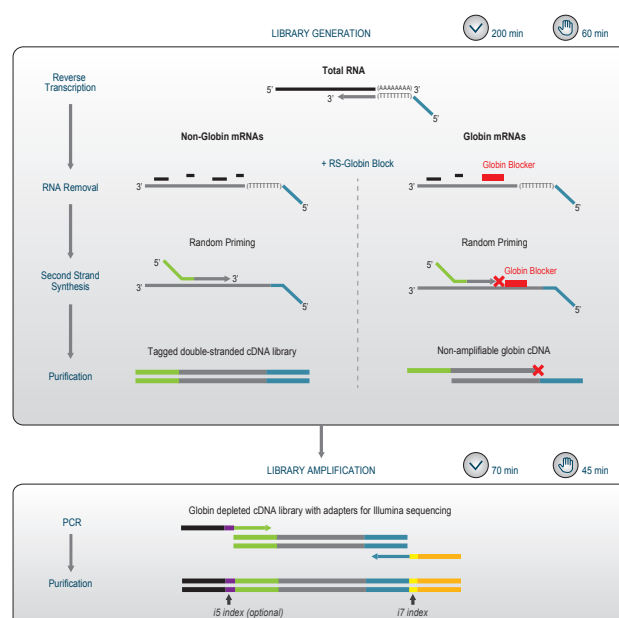 LIBRARY GENERATION
200 min
60 min
Reverse
Transcription
Total RNA
5'
(AAAAAAAA)
3'
3'
(TTTTTTTTT)
5'
Non-Globin mRNAs
Globin mRNAs
+ RS-Globin Block
Globin Blocker
RNA Removal
3'
(TTTTTTTT)
5'
3'
(TTTTTTTT)
5'
Random Priming
Random Priming
5'
3'
5'
Globin Blocker
Second Strand
Synthesis
3'
5'
3'
5'
Tagged double-stranded cDNA library
Non-amplifiable globin cDNA
Purification
LIBRARY AMPLIFICATION
70 min
45 min
Globin depleted cDNA library with adapters for Illumina sequencing
PCR
Purification
i5 index (optional)
i7 index